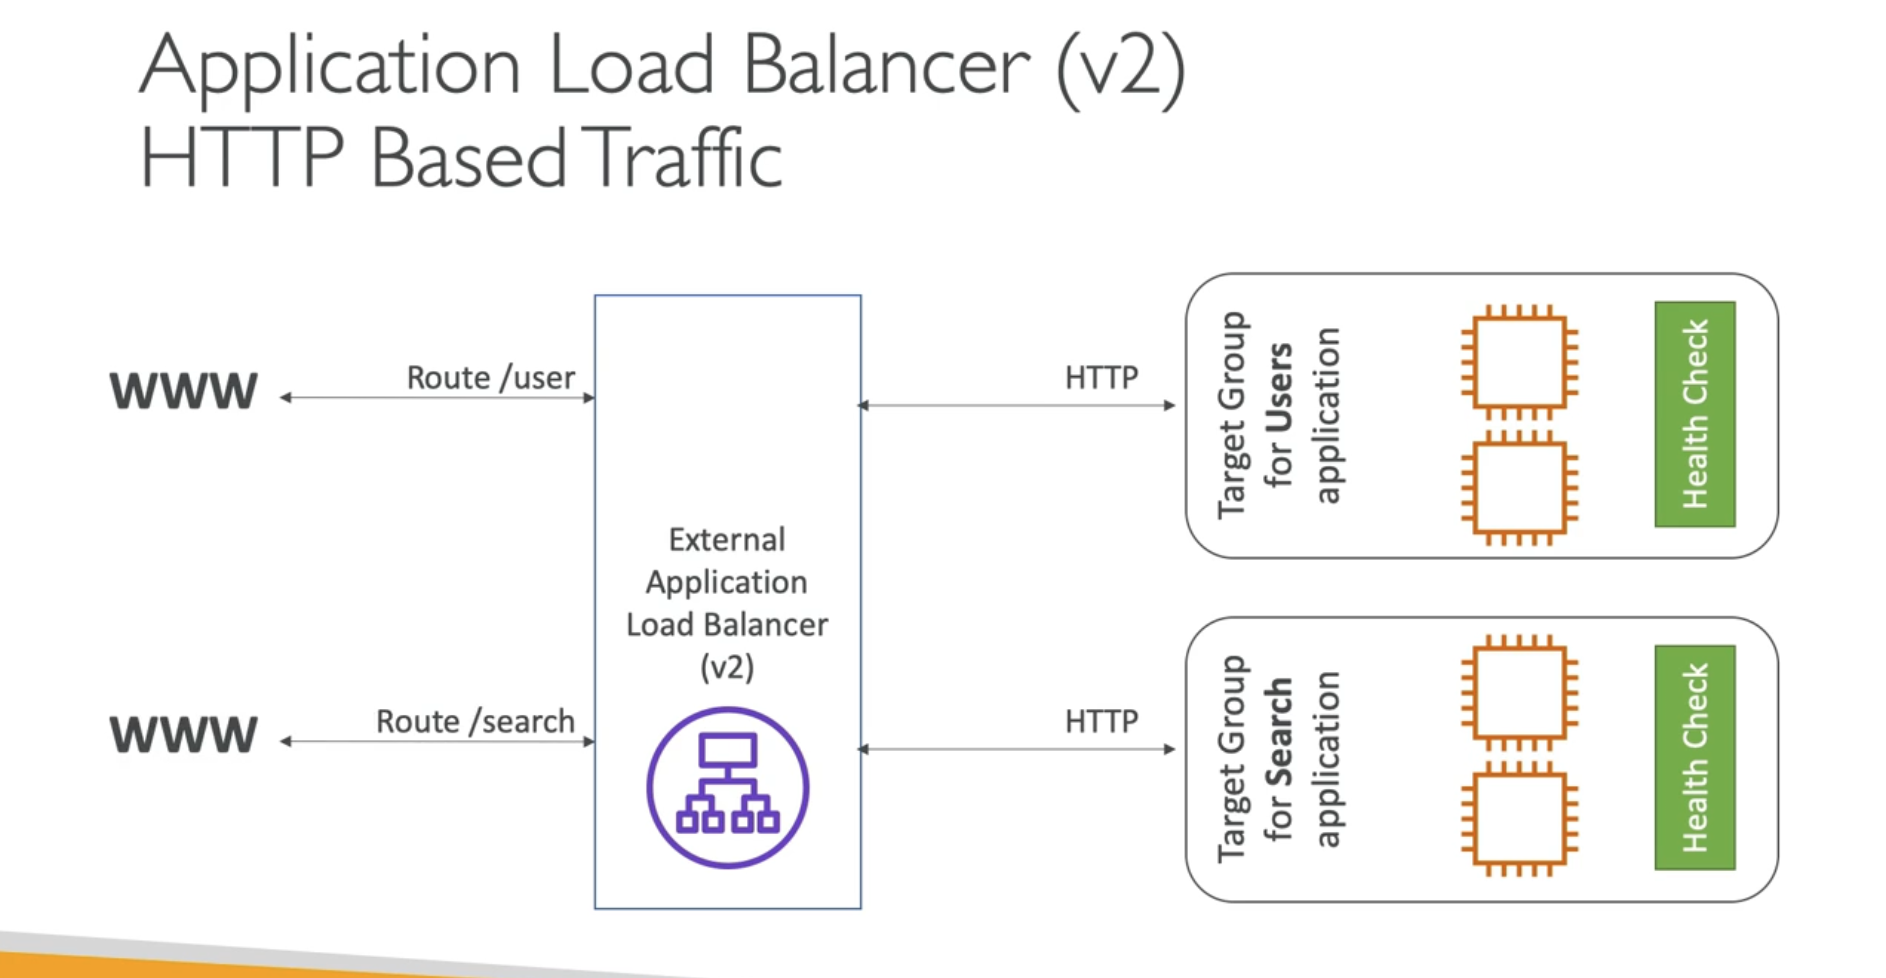 Application Load Balancer (v2)
HTTP Based Traffic
WWW
Route /user
HTTP
Target Group
for Users
application
Health Check
External
Application
Load Balancer
(v2)
WWW
Route /search
HTTP
Target Group
for Search
application
Health Check